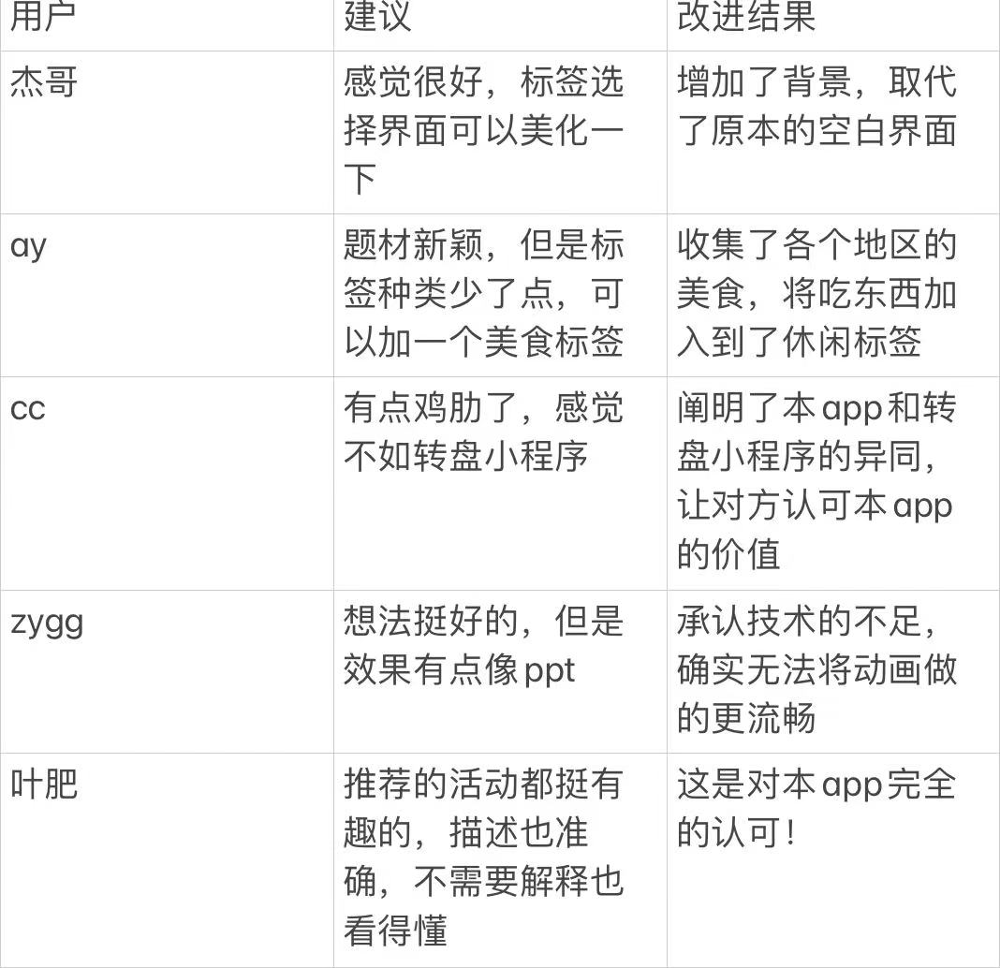 用户
建议
改进结果
杰哥
感觉很好，标签选
择界面可以美化一
下
增加了背景，取代
了原本的空白界面
ay
题材新颖，但是标
签种类少了点，可
以加一个美食标签
收集了各个地区的
美食，将吃东西加
入到了休闲标签
cc
有点鸡肋了，感觉
不如转盘小程序
阐明了本app和转
盘小程序的异同，
让对方认可本app
的价值
zygg
想法挺好的，但是
效果有点像ppt
承认技术的不足，
确实无法将动画做
的更流畅
叶肥
推荐的活动都挺有
趣的，描述也准
确，不需要解释也
看得懂
这是对本app完全
的认可！